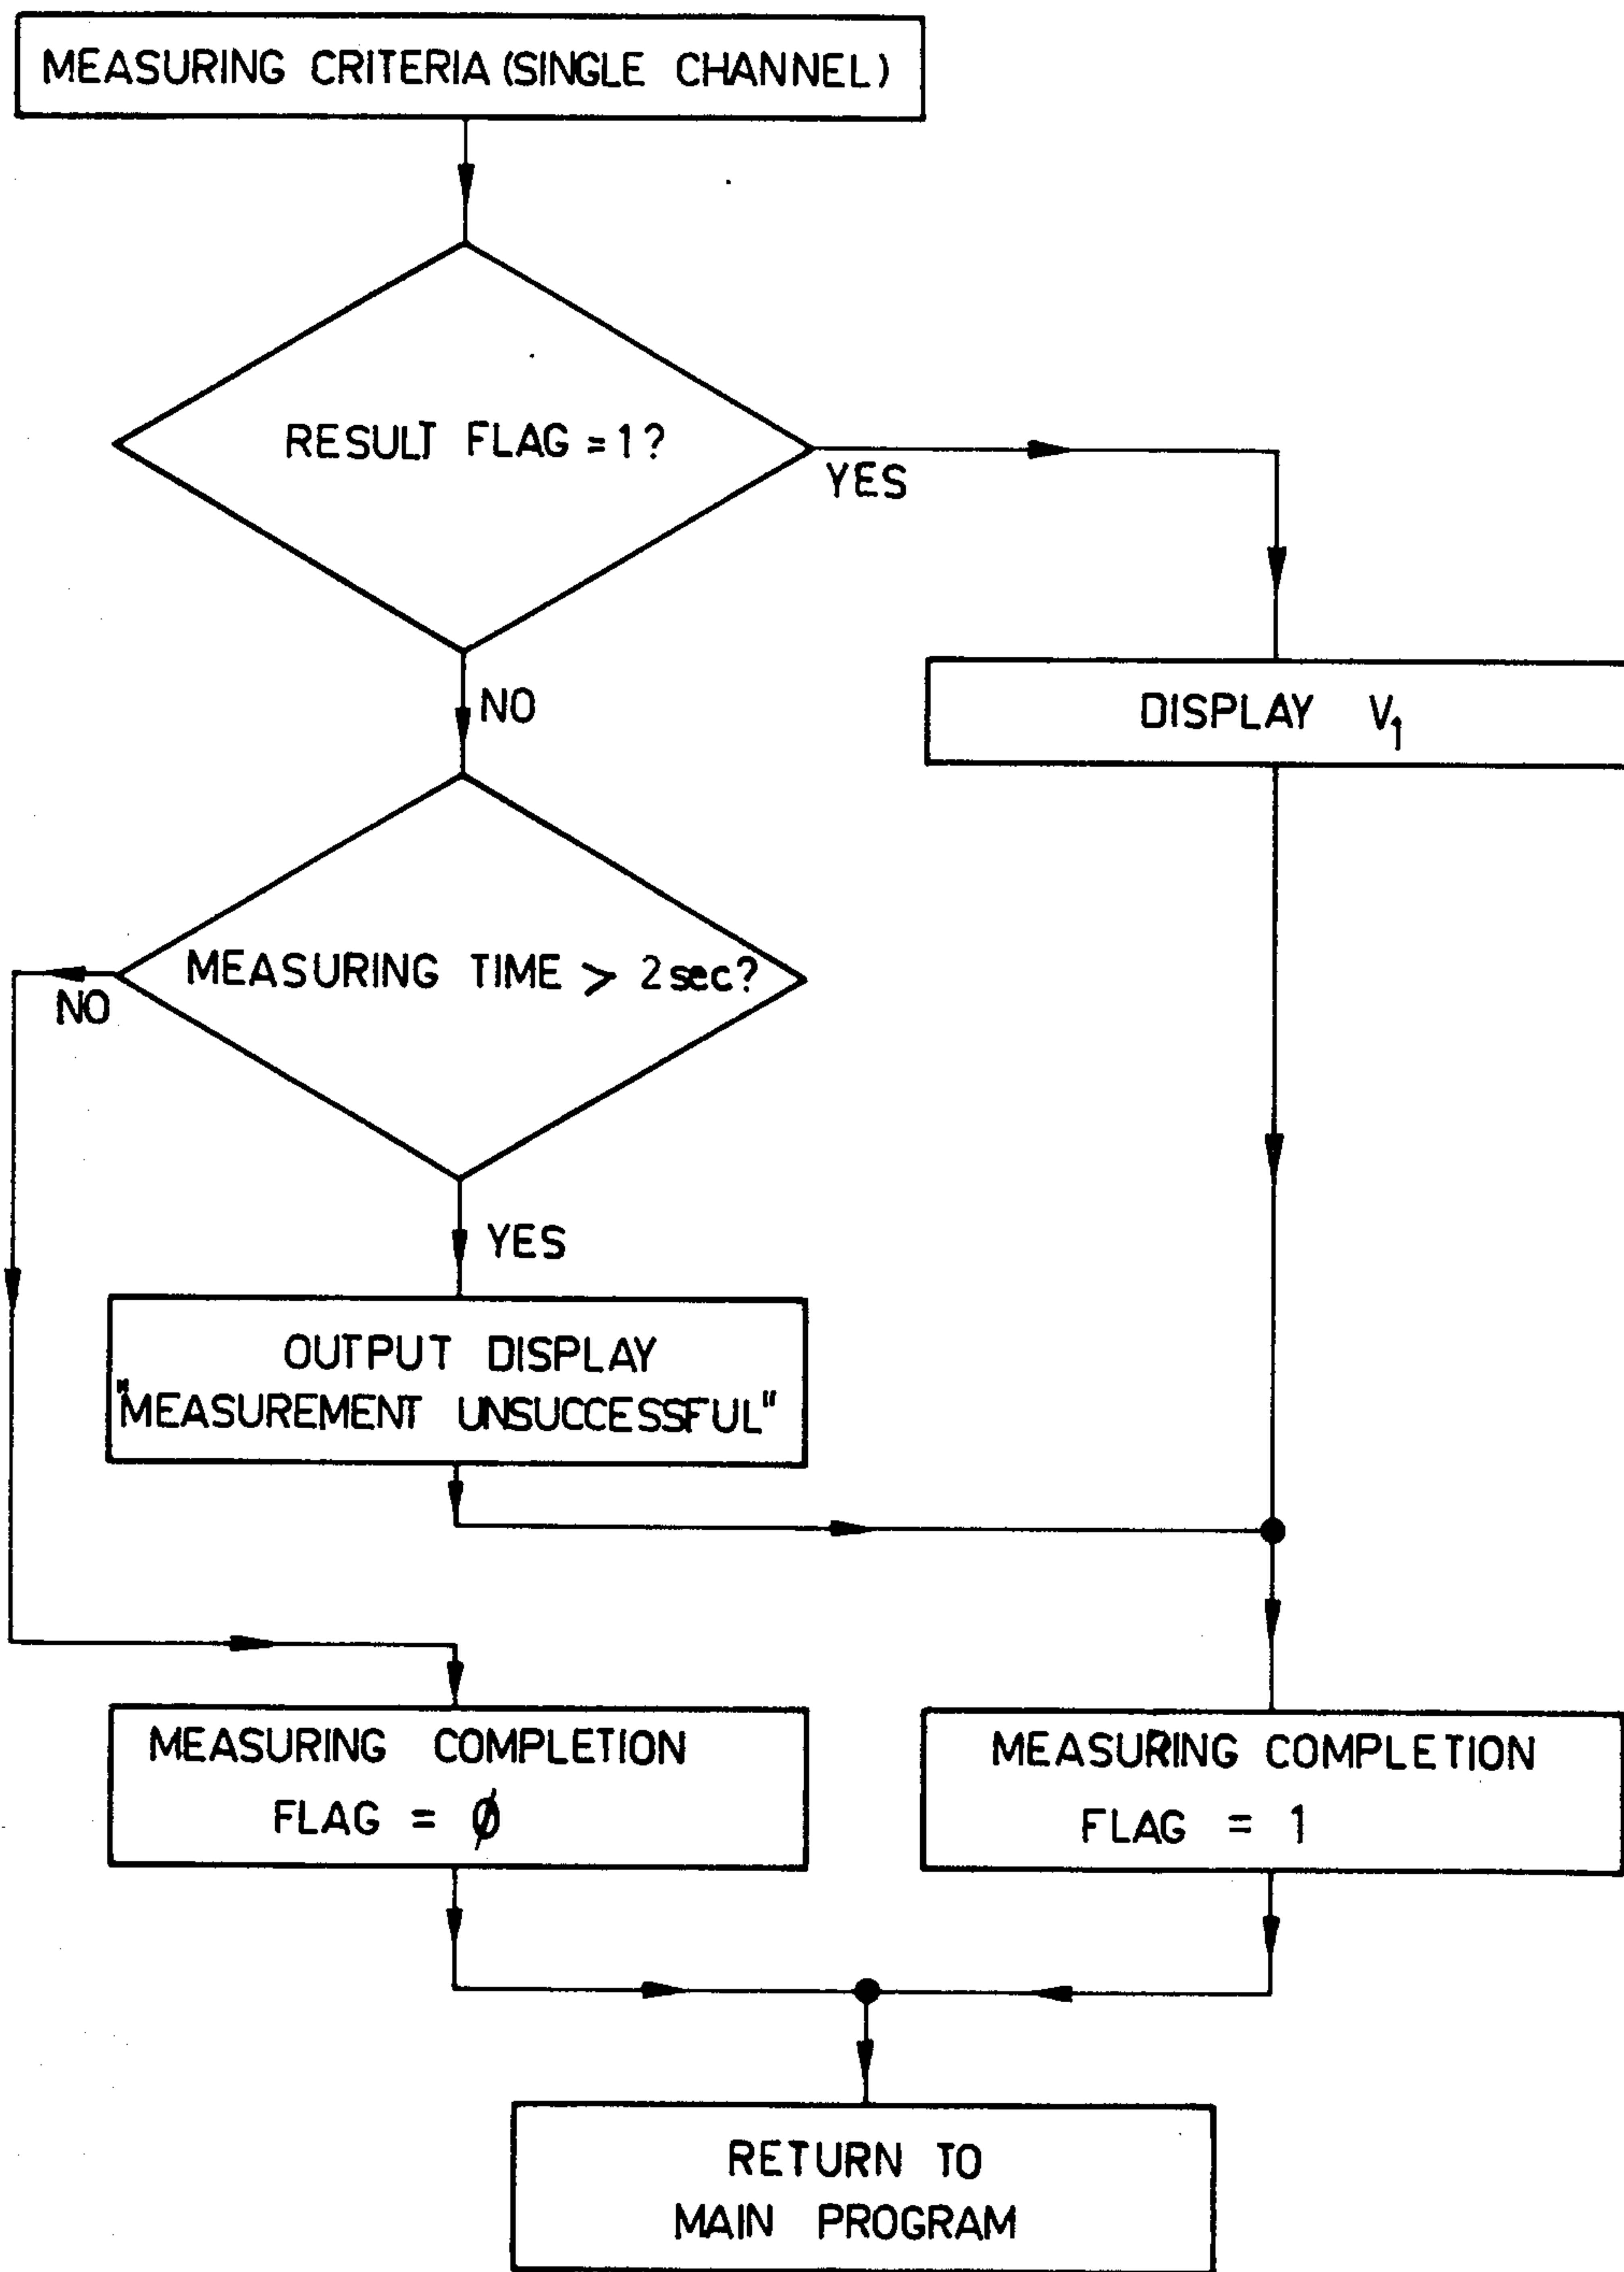 MEASURING CRITERIA (SINGLE CHANNEL)
RESULT FLAG = 1?
YES
NO
DISPLAY V₁
MEASURING TIME > 2 sec?
NO
YES
OUTPUT DISPLAY
"MEASUREMENT UNSUCCESSFUL"
MEASURING COMPLETION
FLAG = Ø
MEASURING COMPLETION
FLAG = 1
RETURN TO
MAIN PROGRAM